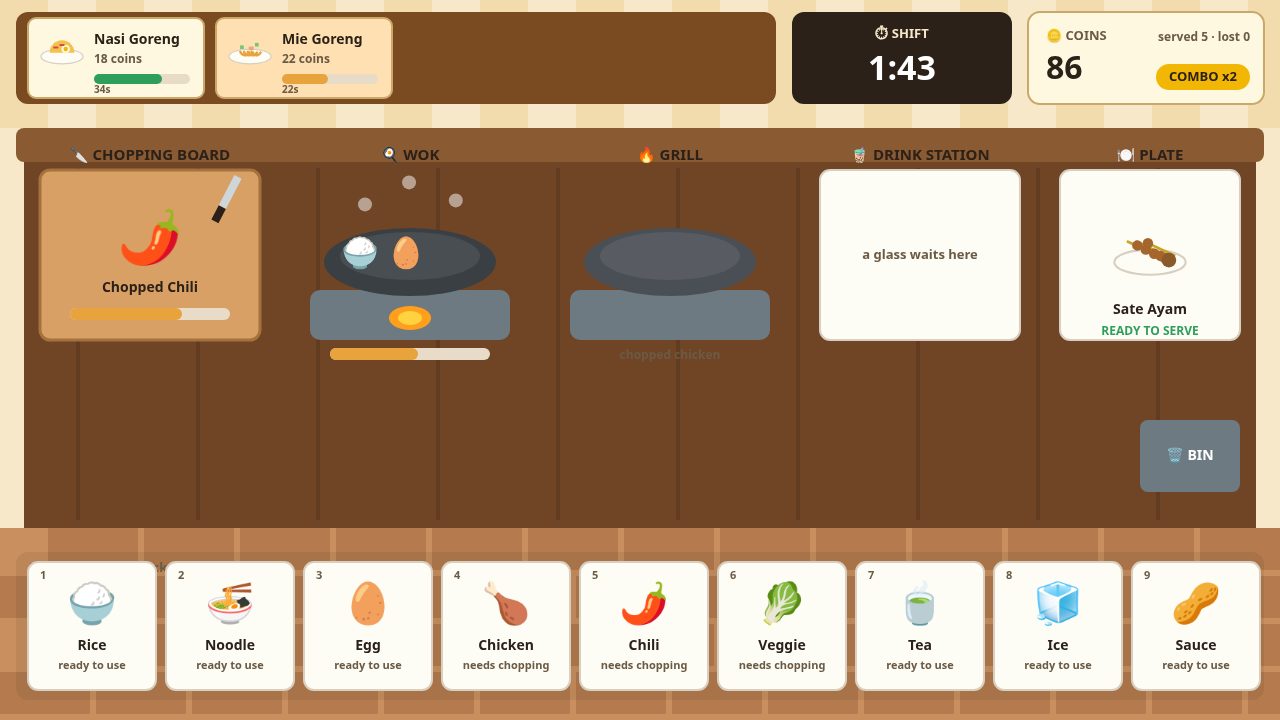 Nasi Goreng
18 coins
34s
Mie Goreng
22 coins
22s
SHIFT
1:43
COINS
served 5 · lost 0
86
COMBO x2
CHOPPING BOARD
WOK
GRILL
DRINK STATION
PLATE
Chopped Chili
a glass waits here
Sate Ayam
READY TO SERVE
chopped chicken
BIN
1
Rice
ready to use
2
Noodle
ready to use
3
Egg
ready to use
4
Chicken
needs chopping
5
Chili
needs chopping
6
Veggie
needs chopping
7
Tea
ready to use
8
Ice
ready to use
9
Sauce
ready to use